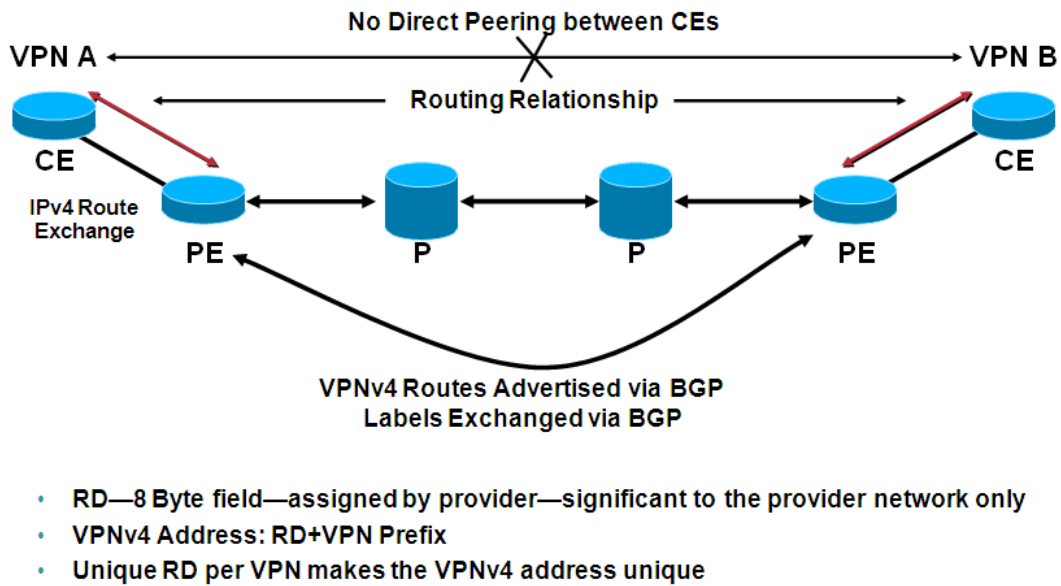 No Direct Peering between CEs
VPN A
VPN B
Routing Relationship
CE
CE
IPv4 Route
Exchange
PE
P
P
PE
VPNv4 Routes Advertised via BGP
Labels Exchanged via BGP
• RD—8 Byte field—assigned by provider—significant to the provider network only
• VPNv4 Address: RD+VPN Prefix
• Unique RD per VPN makes the VPNv4 address unique